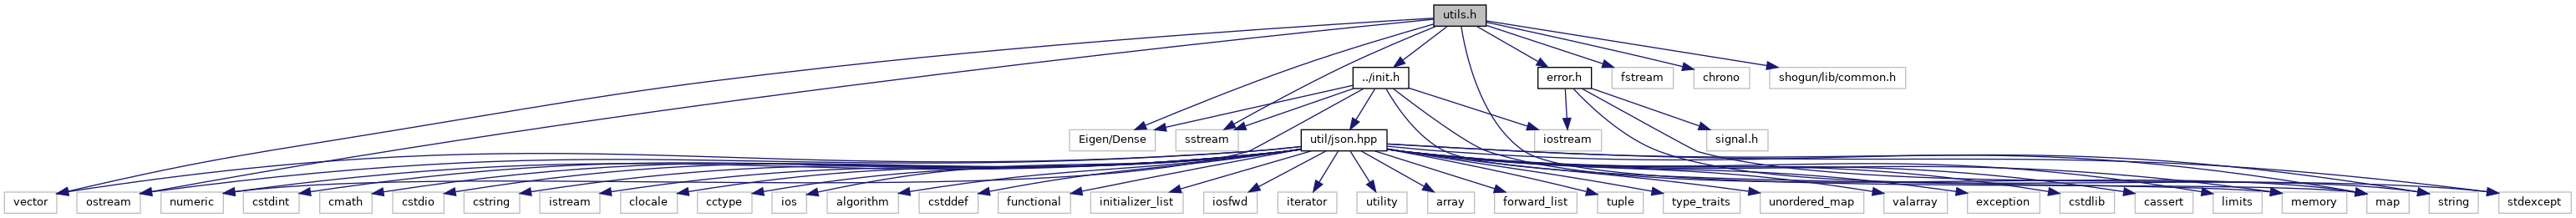 utils.h
../init.h
error.h
fstream
chrono
shogun/lib/common.h
Eigen/Dense
sstream
util/json.hpp
iostream
signal.h
vector
ostream
numeric
cstdint
cmath
cstdio
cstring
istream
clocale
cctype
ios
algorithm
cstddef
functional
initializer_list
iosfwd
iterator
utility
array
forward_list
tuple
type_traits
unordered_map
valarray
exception
cstdlib
cassert
limits
memory
map
string
stdexcept